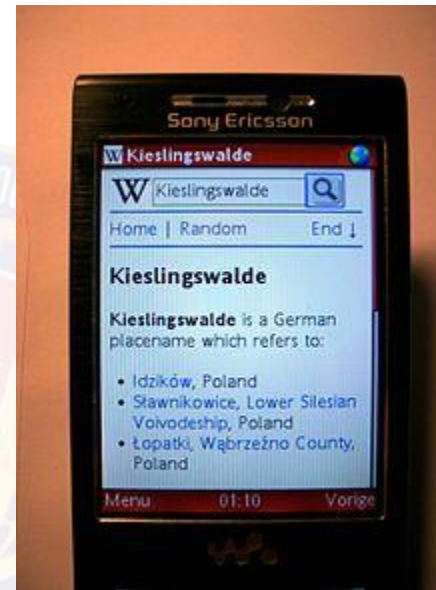 Sony Ericsson
W Kieslingswalde
W Kieslingswalde
Home | Random End ↓
Kieslingswalde
Kieslingswalde is a German
placename which refers to:
• Idzików, Poland
• Sławnikowice, Lower Silesian
Voivodeship, Poland
• Łopatki, Wąbrzeźno County,
Poland
Menu 01:10 Vorige